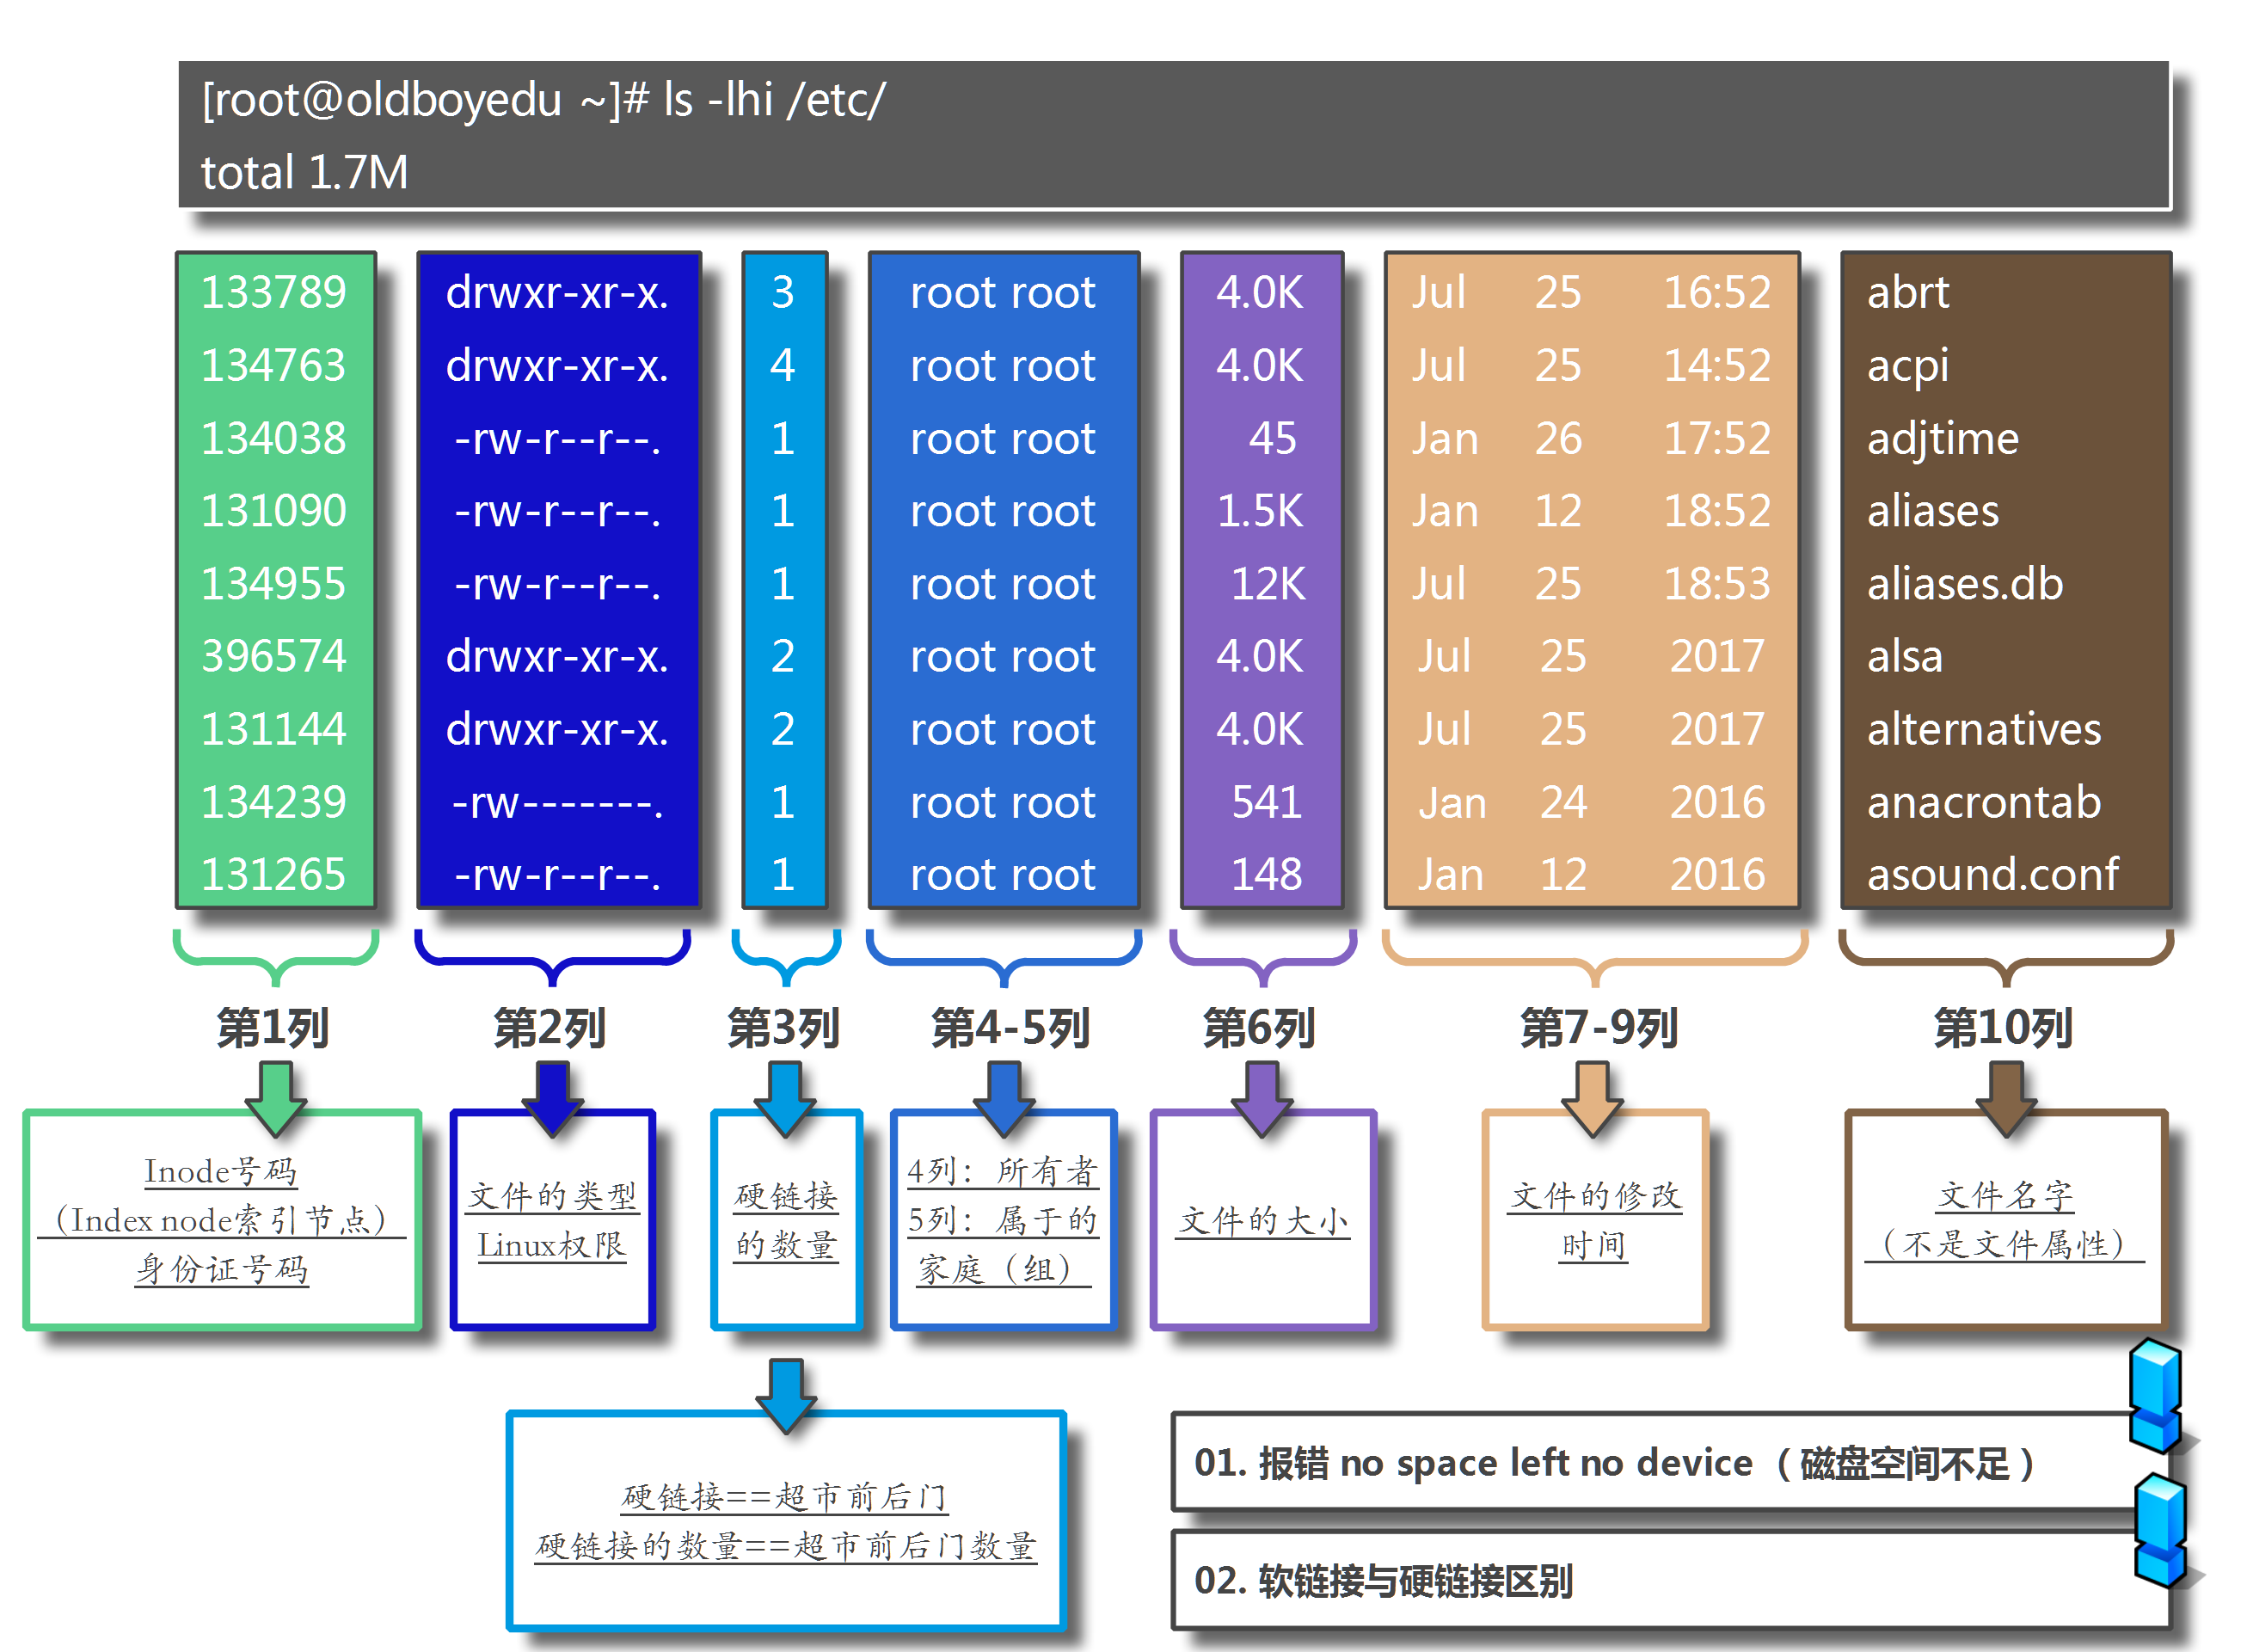 [root@oldboyedu ~]# ls -lhi /etc/
total 1.7M
133789 drwxr-xr-x. 3 root root 4.0K Jul 25 16:52 abrt
134763 drwxr-xr-x. 4 root root 4.0K Jul 25 14:52 acpi
134038 -rw-r--r--. 1 root root 45 Jan 26 17:52 adjtime
131090 -rw-r--r--. 1 root root 1.5K Jan 12 18:52 aliases
134955 -rw-r--r--. 1 root root 12K Jul 25 18:53 aliases.db
396574 drwxr-xr-x. 2 root root 4.0K Jul 25 2017 alsa
131144 drwxr-xr-x. 2 root root 4.0K Jul 25 2017 alternatives
134239 -rw-------. 1 root root 541 Jan 24 2016 anacrontab
131265 -rw-r--r--. 1 root root 148 Jan 12 2016 asound.conf
第1列 第2列 第3列 第4-5列 第6列 第7-9列 第10列
Inode号码
（Index node索引节点）
身份证号码
文件的类型
Linux权限
硬链接
的数量
4列：所有者
5列：属于的
家庭（组）
文件的大小
文件的修改
时间
文件名字
（不是文件属性）
硬链接==超市前后门
硬链接的数量==超市前后门数量
01. 报错 no space left no device （磁盘空间不足）
02. 软链接与硬链接区别